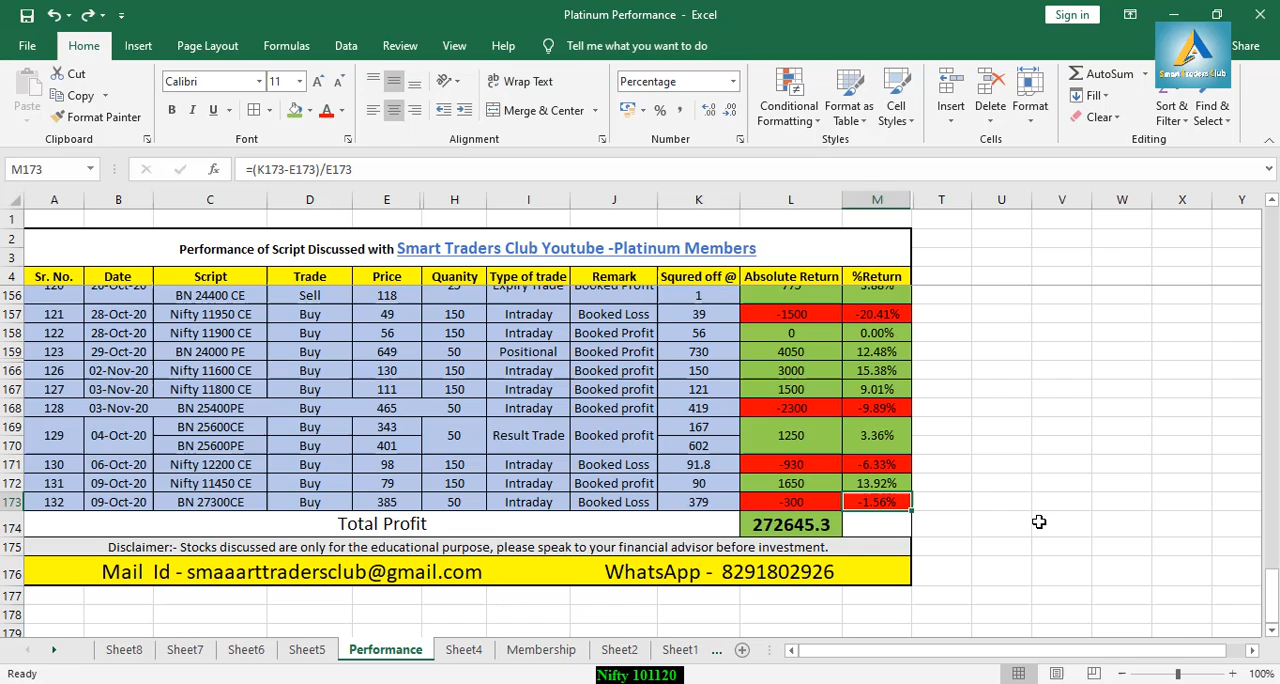 Platinum Performance - Excel
Sign in
File Home Insert Page Layout Formulas Data Review View Help Tell me what you want to do Share
Paste Cut Copy Format Painter Clipboard
Calibri 11 B I U Font
Wrap Text Merge & Center Alignment
Percentage % , Number
Conditional Formatting Format as Table Cell Styles Styles
Insert Delete Format Cells
AutoSum Fill Clear Sort & Filter Find & Select Editing
Smart Traders Club
M173 fx =(K173-E173)/E173
A B C D E H I J K L M T U V W X Y
1
2 Performance of Script Discussed with Smart Traders Club Youtube -Platinum Members
3
4 Sr. No. Date Script Trade Price Quanity Type of trade Remark Squred off @ Absolute Return %Return
156 BN 24400 CE Sell 118 1
157 121 28-Oct-20 Nifty 11950 CE Buy 49 150 Intraday Booked Loss 39 -1500 -20.41%
158 122 28-Oct-20 Nifty 11900 CE Buy 56 150 Intraday Booked Profit 56 0 0.00%
159 123 29-Oct-20 BN 24000 PE Buy 649 50 Positional Booked Profit 730 4050 12.48%
166 126 02-Nov-20 Nifty 11600 CE Buy 130 150 Intraday Booked Profit 150 3000 15.38%
167 127 03-Nov-20 Nifty 11800 CE Buy 111 150 Intraday Booked Profit 121 1500 9.01%
168 128 03-Nov-20 BN 25400PE Buy 465 50 Intraday Booked profit 419 -2300 -9.89%
169 BN 25600CE Buy 343 167
129 04-Oct-20 50 Result Trade Booked profit 1250 3.36%
170 BN 25600PE Buy 401 602
171 130 06-Oct-20 Nifty 12200 CE Buy 98 150 Intraday Booked Loss 91.8 -930 -6.33%
172 131 09-Oct-20 Nifty 11450 CE Buy 79 150 Intraday Booked Profit 90 1650 13.92%
173 132 09-Oct-20 BN 27300CE Buy 385 50 Intraday Booked Loss 379 -300 -1.56%
174 Total Profit 272645.3
175 Disclaimer:- Stocks discussed are only for the educational purpose, please speak to your financial advisor before investment.
176 Mail Id - smaaarttradersclub@gmail.com WhatsApp - 8291802926
177
178
179
Sheet8 Sheet7 Sheet6 Sheet5 Performance Sheet4 Membership Sheet2 Sheet1 ...
Ready Nifty 101120 100%